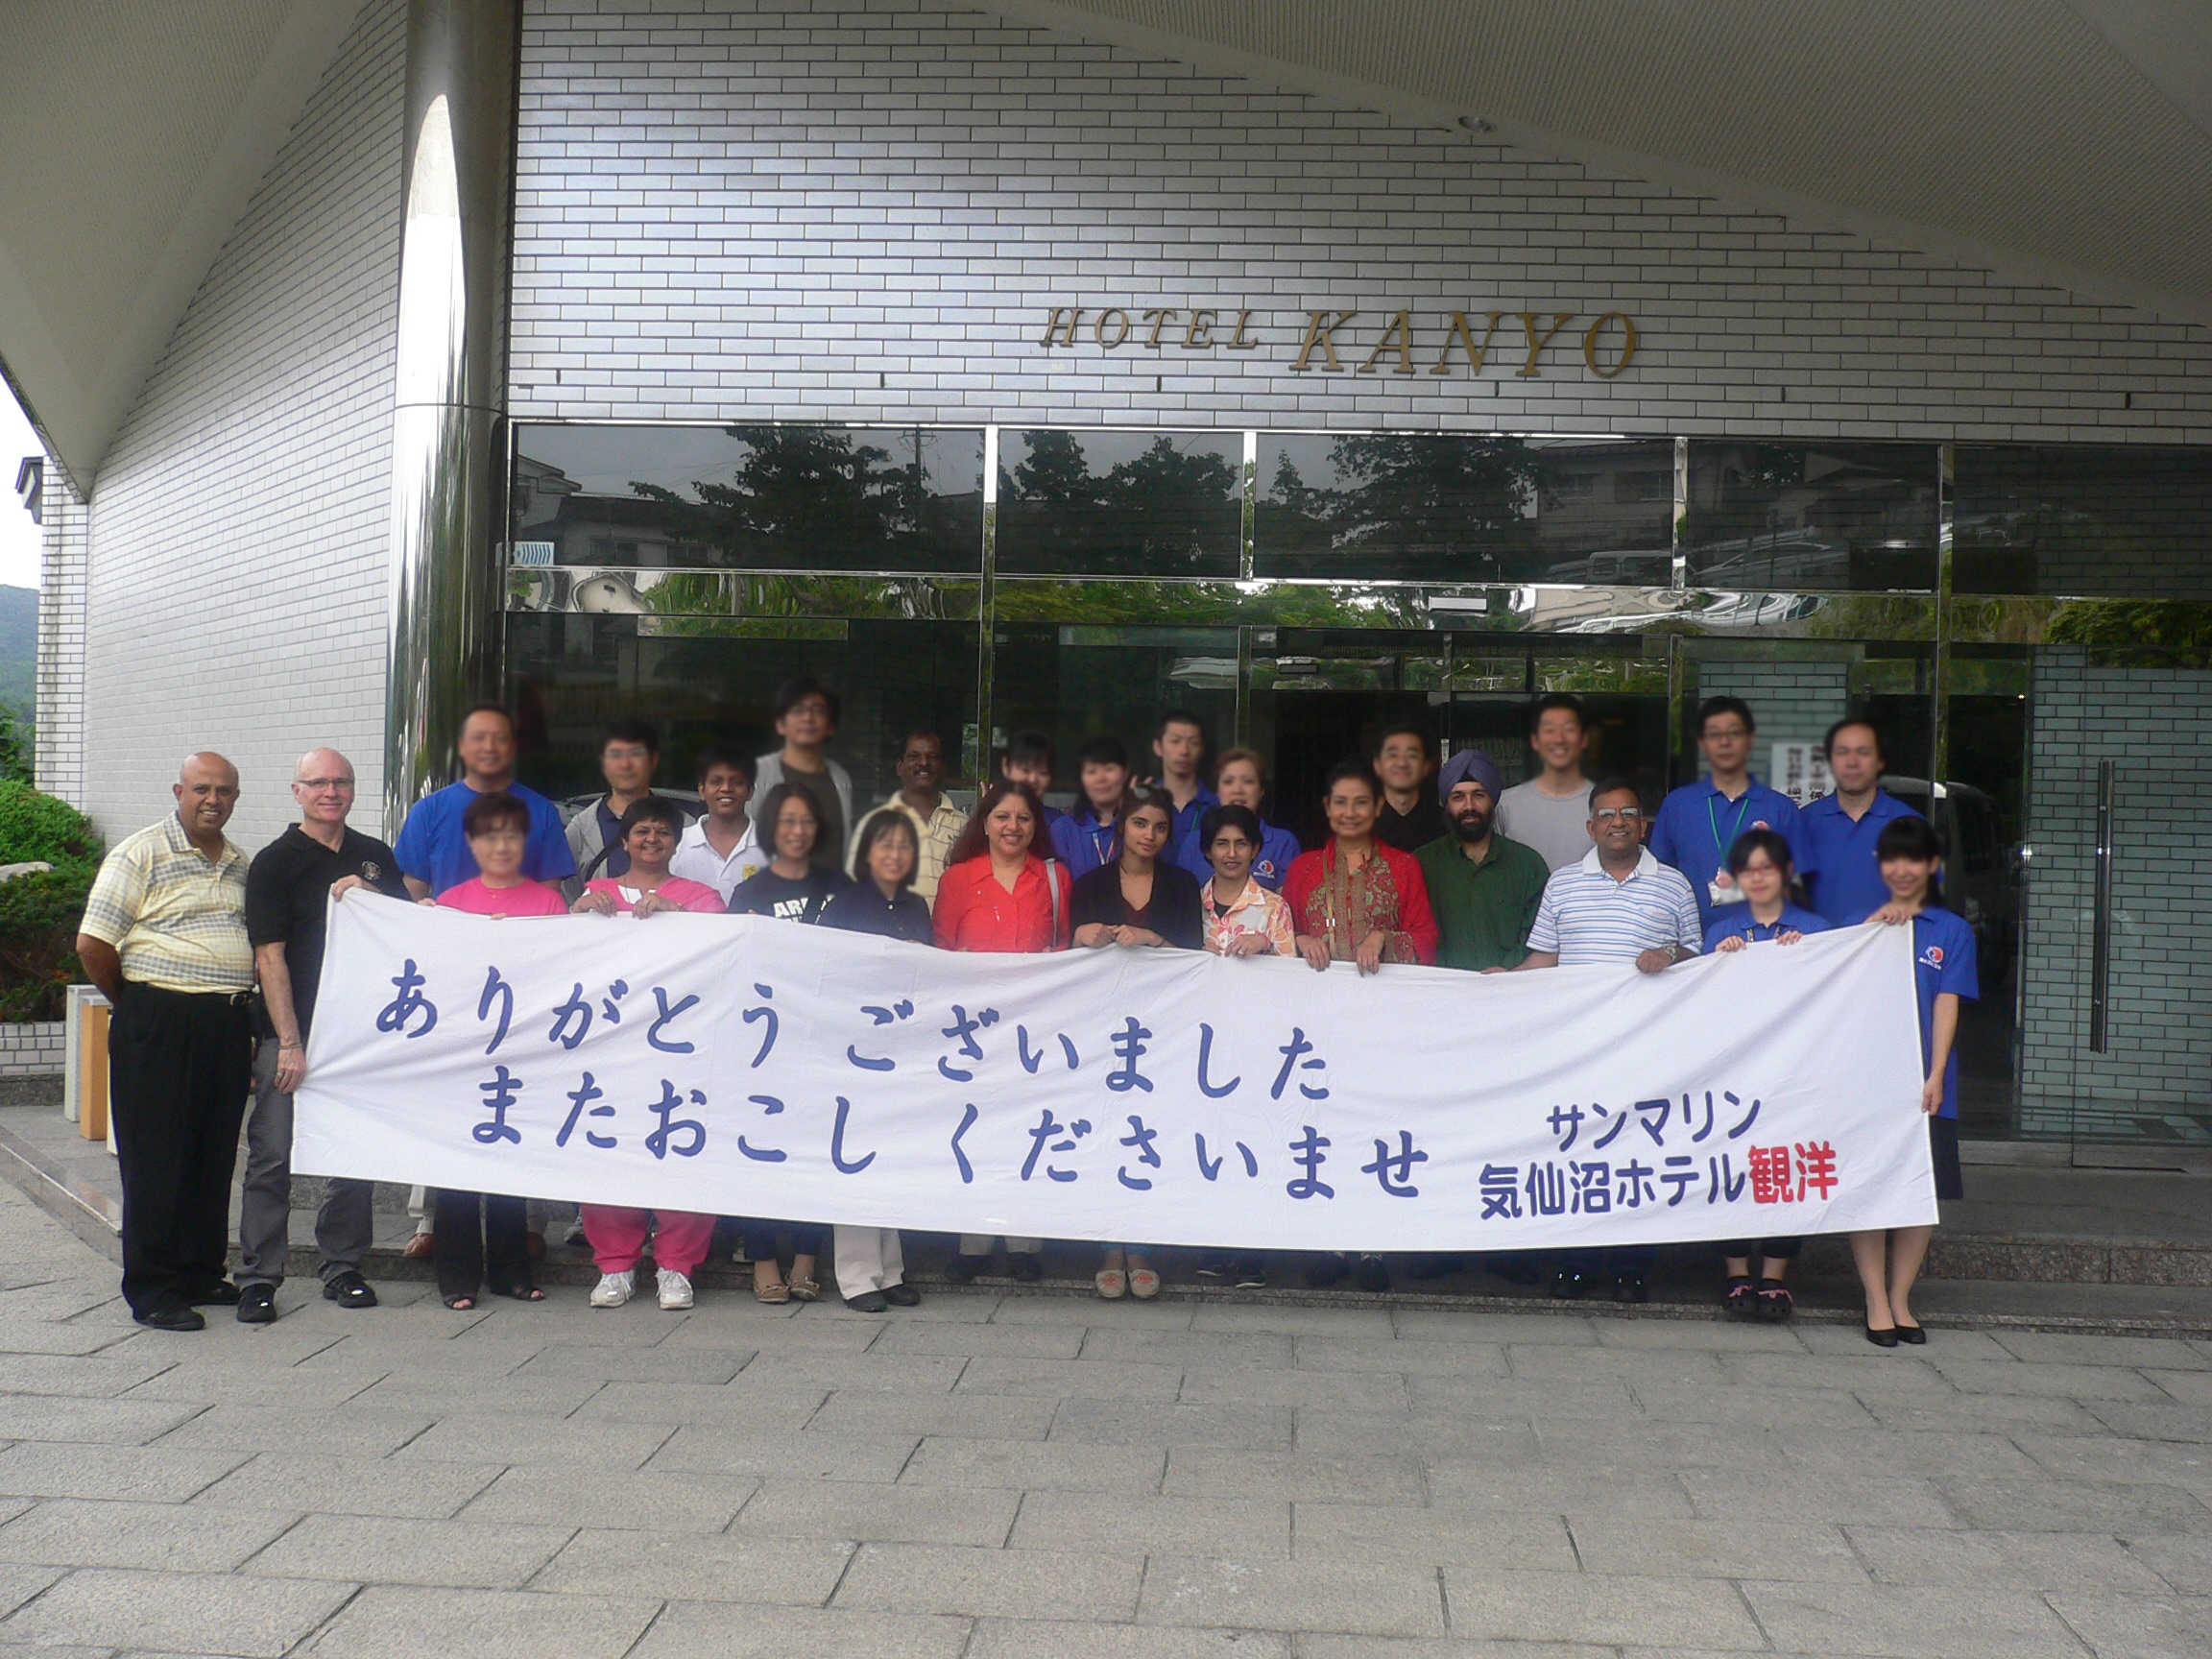 HOTEL KANYO
ありがとうございました
またおこしくださいませ
サンマリン
気仙沼ホテル観洋